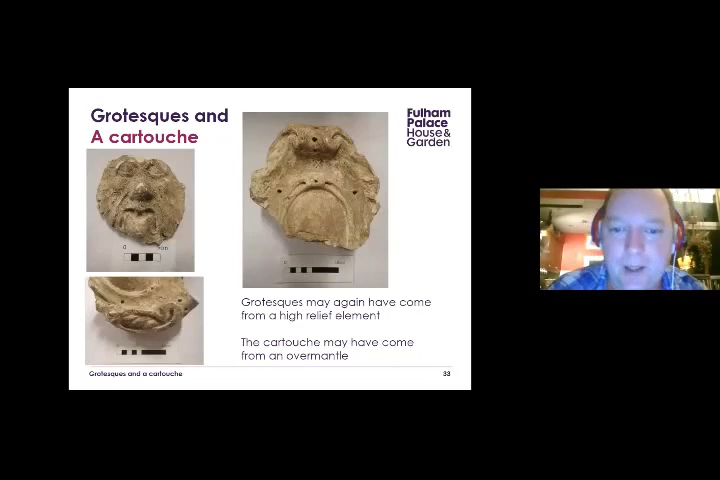 Grotesques and
A cartouche
Fulham
Palace
House&
Garden
Grotesques may again have come
from a high relief element
The cartouche may have come
from an overmantle
Grotesques and a cartouche
33